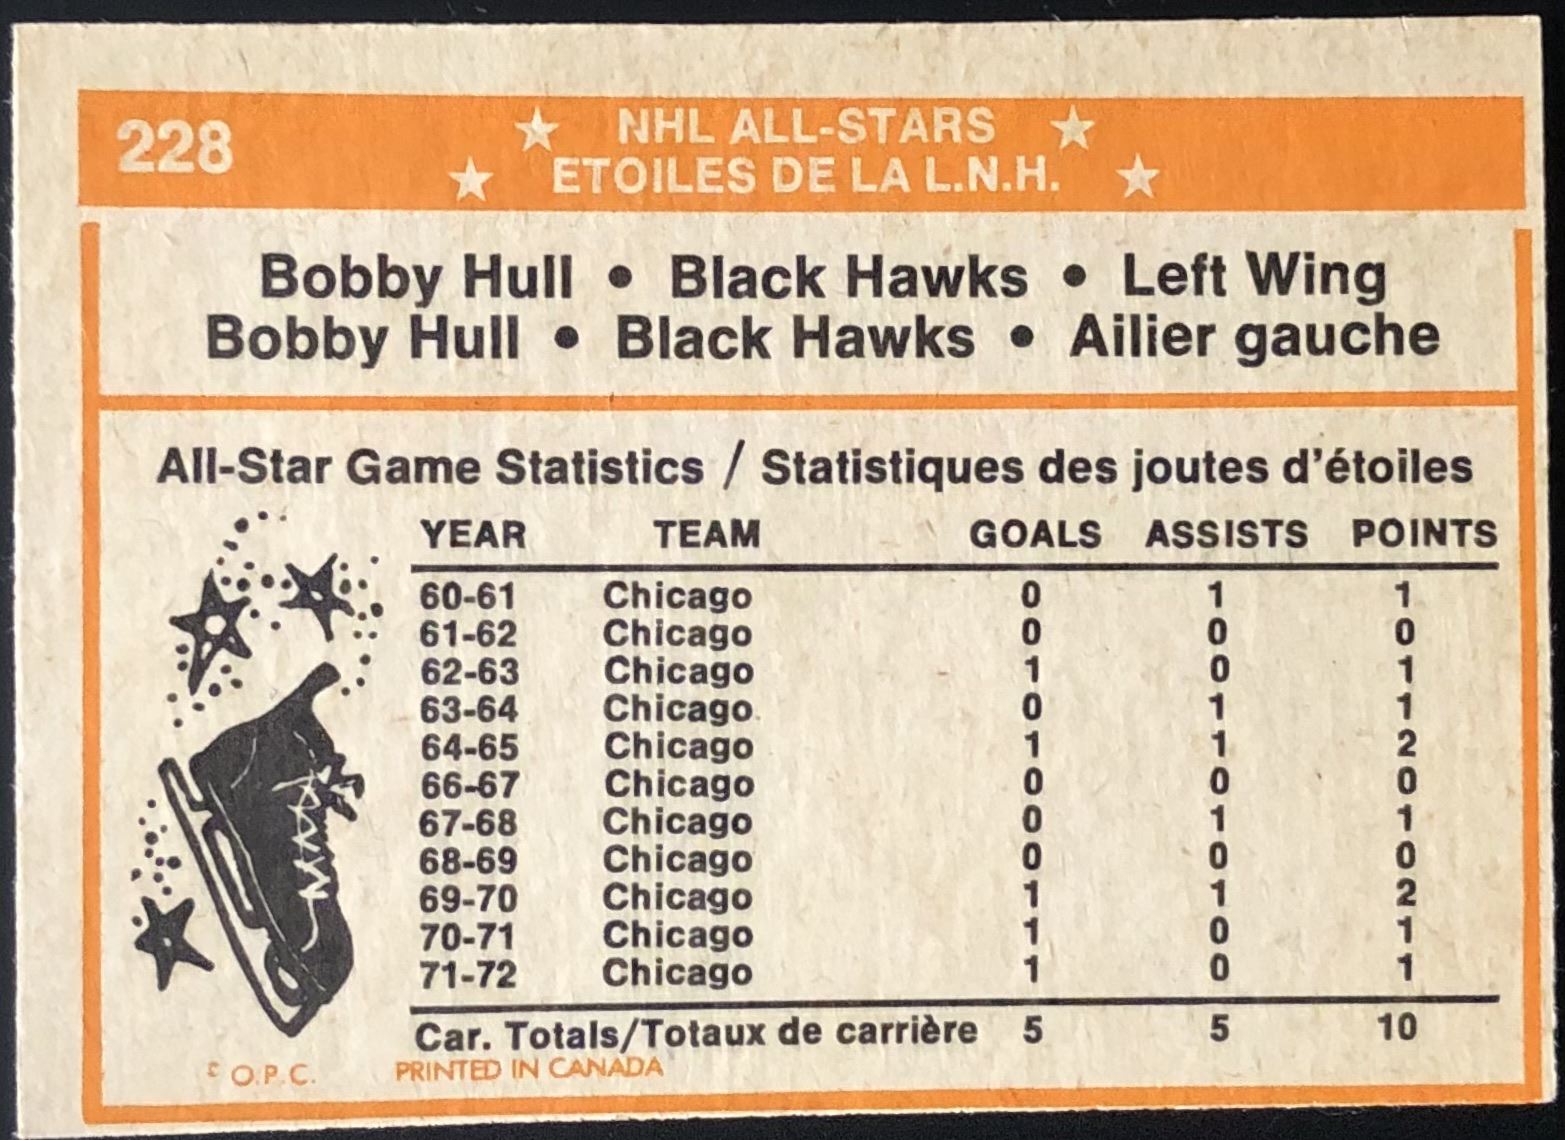 228
NHL ALL-STARS
ETOILES DE LA L.N.H.
Bobby Hull • Black Hawks • Left Wing
Bobby Hull • Black Hawks • Ailier gauche
All-Star Game Statistics / Statistiques des joutes d'étoiles
YEAR TEAM GOALS ASSISTS POINTS
60-61 Chicago 0 1 1
61-62 Chicago 0 0 0
62-63 Chicago 1 0 1
63-64 Chicago 0 1 1
64-65 Chicago 1 1 2
66-67 Chicago 0 0 0
67-68 Chicago 0 1 1
68-69 Chicago 0 0 0
69-70 Chicago 1 1 2
70-71 Chicago 1 0 1
71-72 Chicago 1 0 1
Car. Totals/Totaux de carrière 5 5 10
© O.P.C. PRINTED IN CANADA